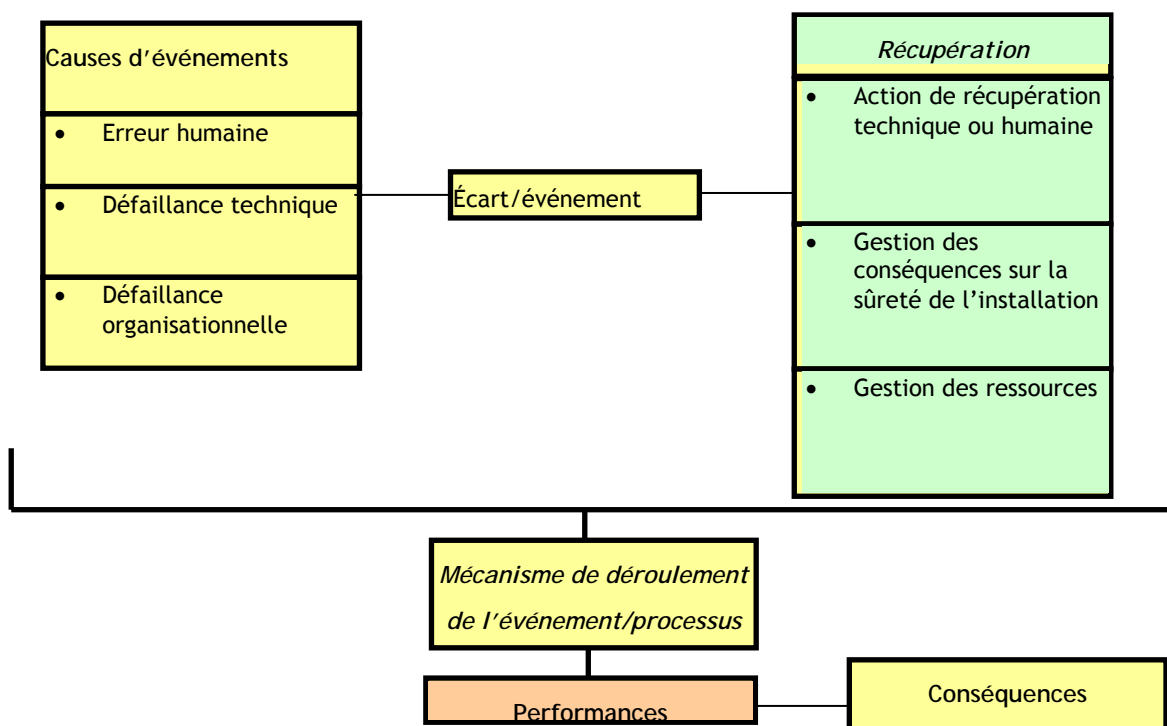 Causes d'événements
• Erreur humaine
• Défaillance technique
• Défaillance
organisationnelle
Écart/événement
Récupération
• Action de récupération
technique ou humaine
• Gestion des
conséquences sur la
sûreté de l'installation
• Gestion des ressources
Mécanisme de déroulement
de l'événement/processus
Performances
Conséquences